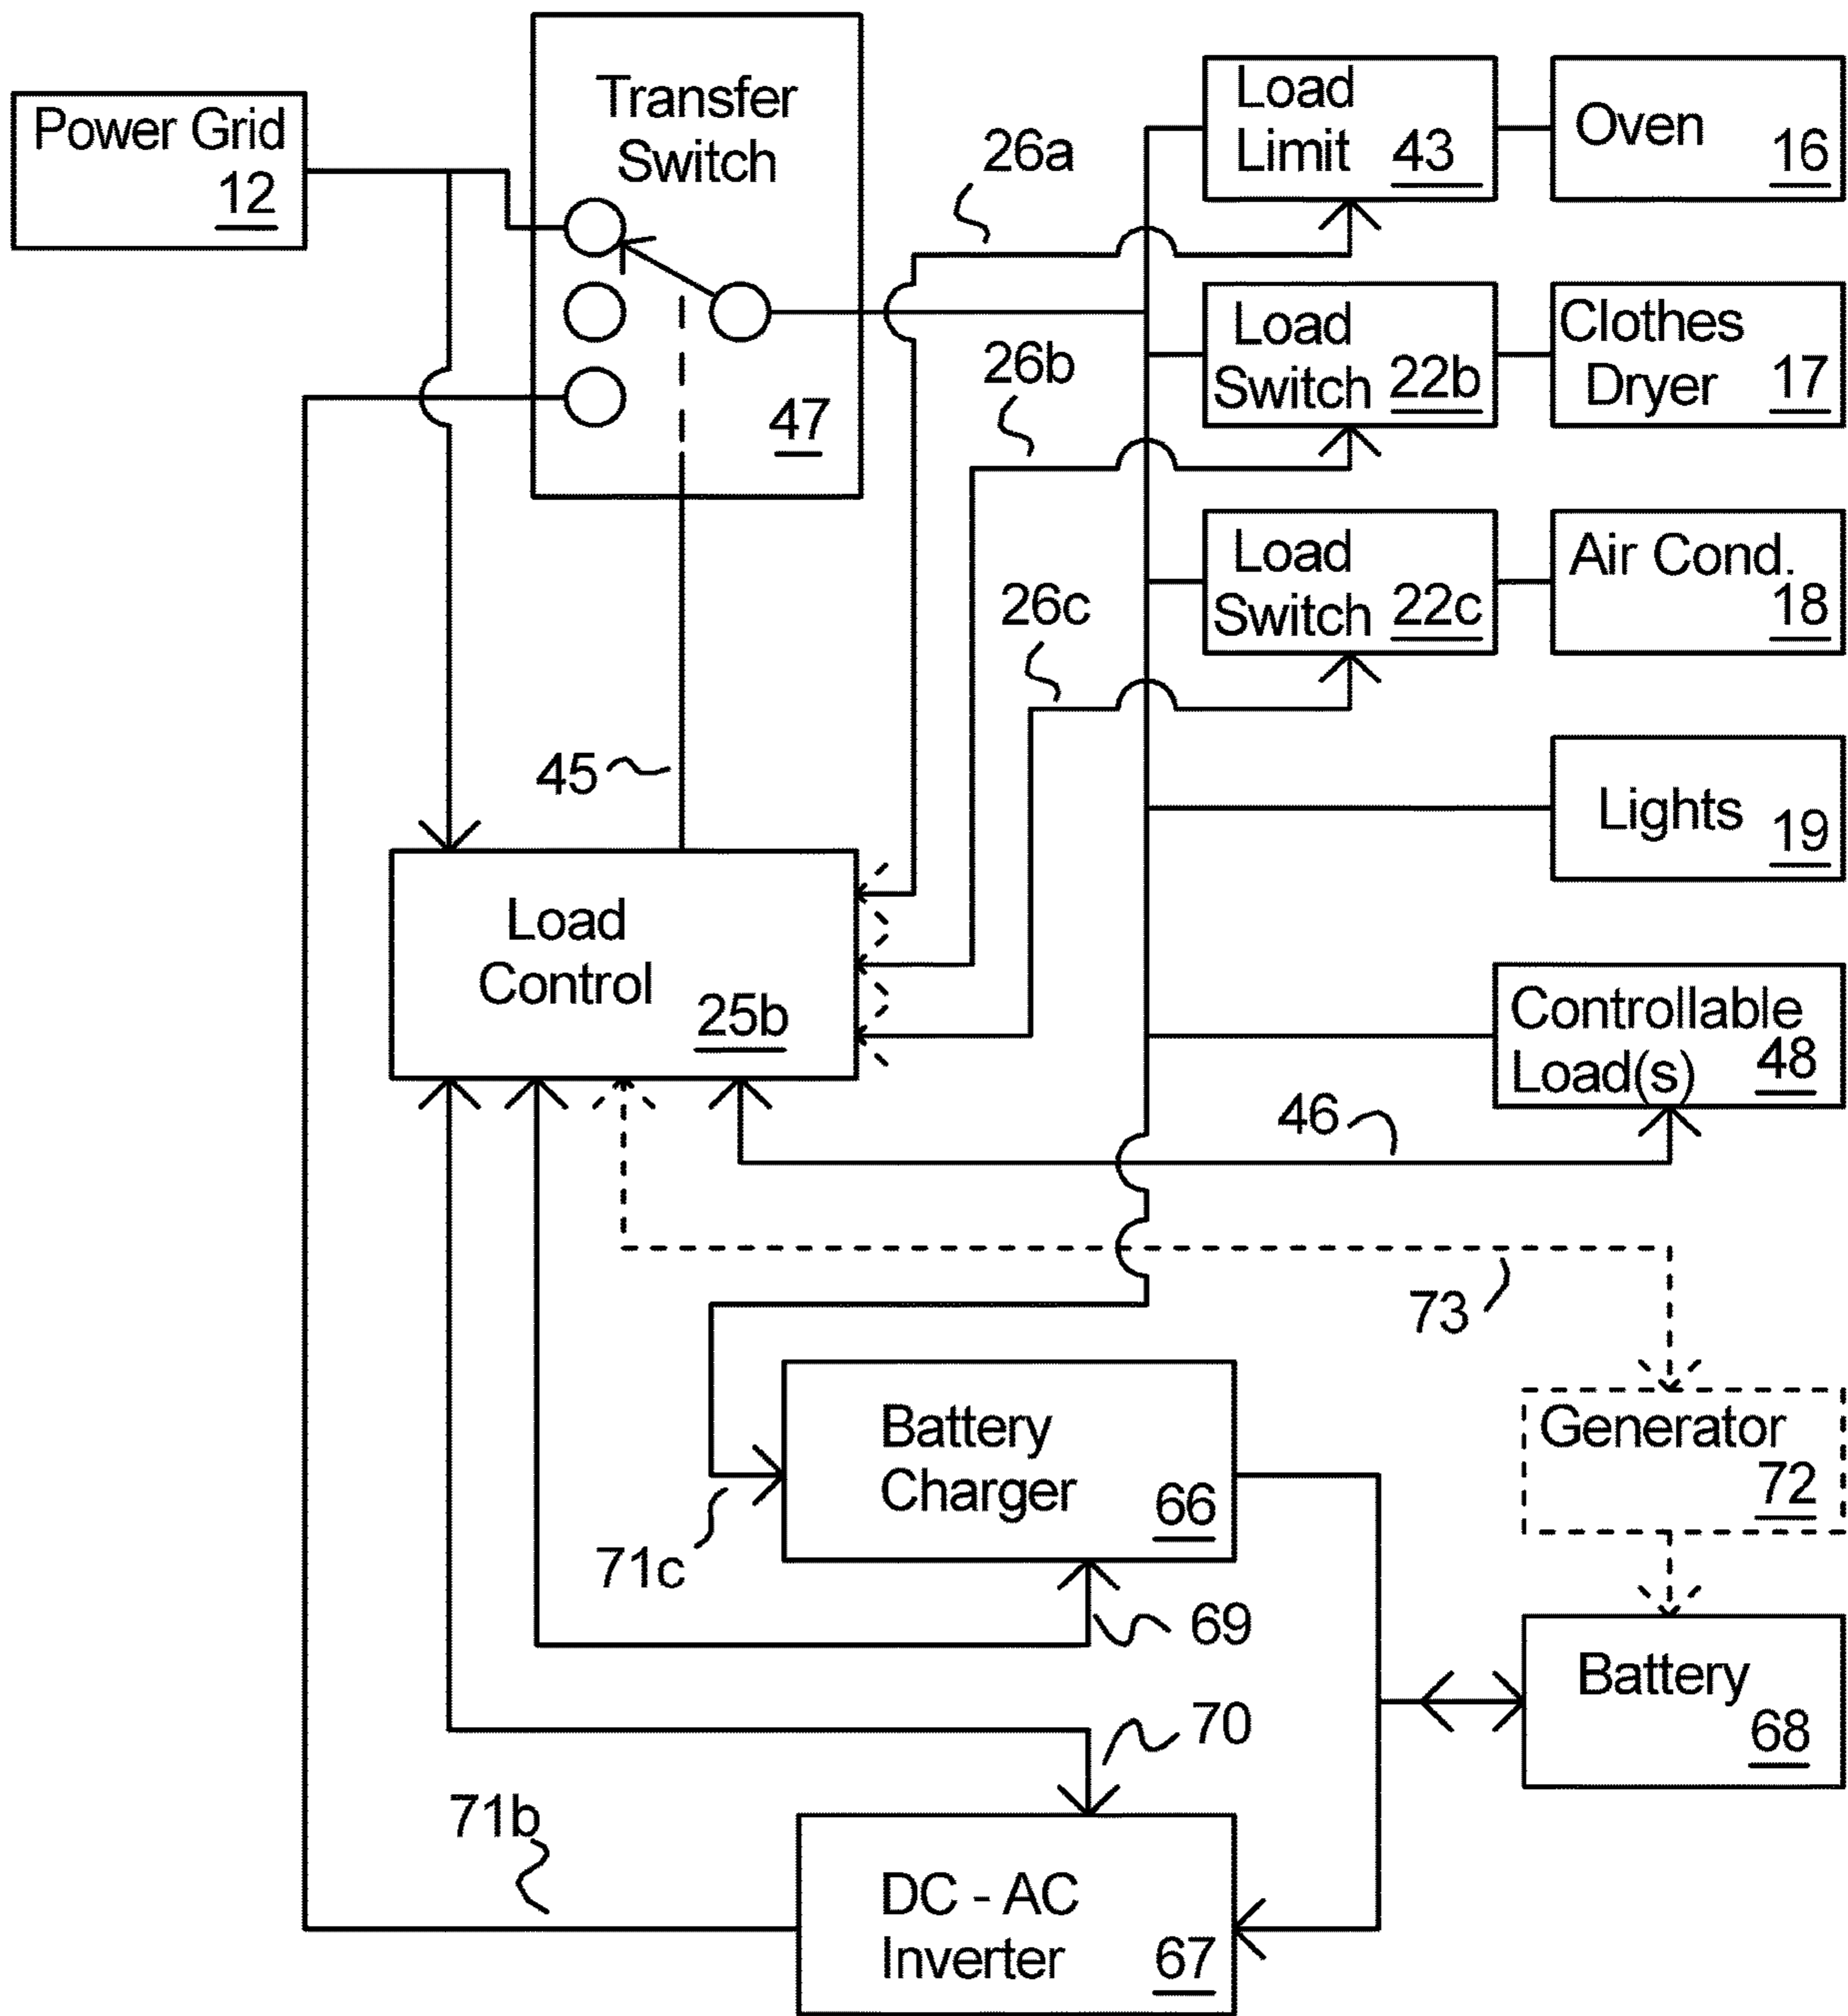 Power Grid
12
Transfer
Switch
47
Load
Limit 43
Oven
16
26a
Load
Switch 22b
Clothes
Dryer 17
26b
Load
Switch 22c
Air Cond.
18
26c
45
Lights 19
Load
Control
25b
Controllable
Load(s) 48
46
73
Battery
Charger 66
Generator
72
71c
69
Battery
68
70
71b
DC - AC
Inverter 67